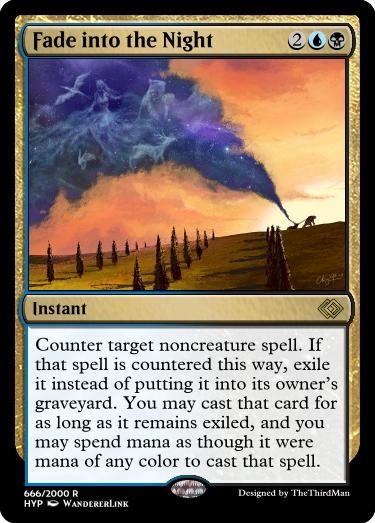 Fade into the Night 2
Instant
Counter target noncreature spell. If
that spell is countered this way, exile
it instead of putting it into its owner's
graveyard. You may cast that card for
as long as it remains exiled, and you
may spend mana as though it were
mana of any color to cast that spell.
666/2000 R
HYP WandererLink
Designed by TheThirdMan